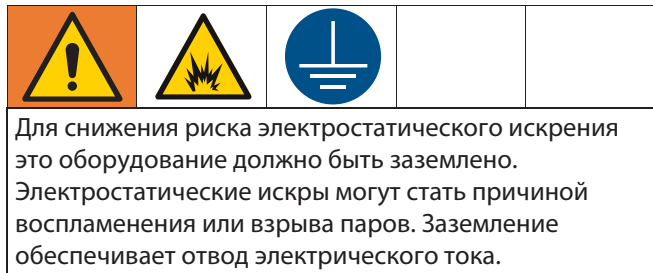 Для снижения риска электростатического искрения
это оборудование должно быть заземлено.
Электростатические искры могут стать причиной
воспламенения или взрыва паров. Заземление
обеспечивает отвод электрического тока.